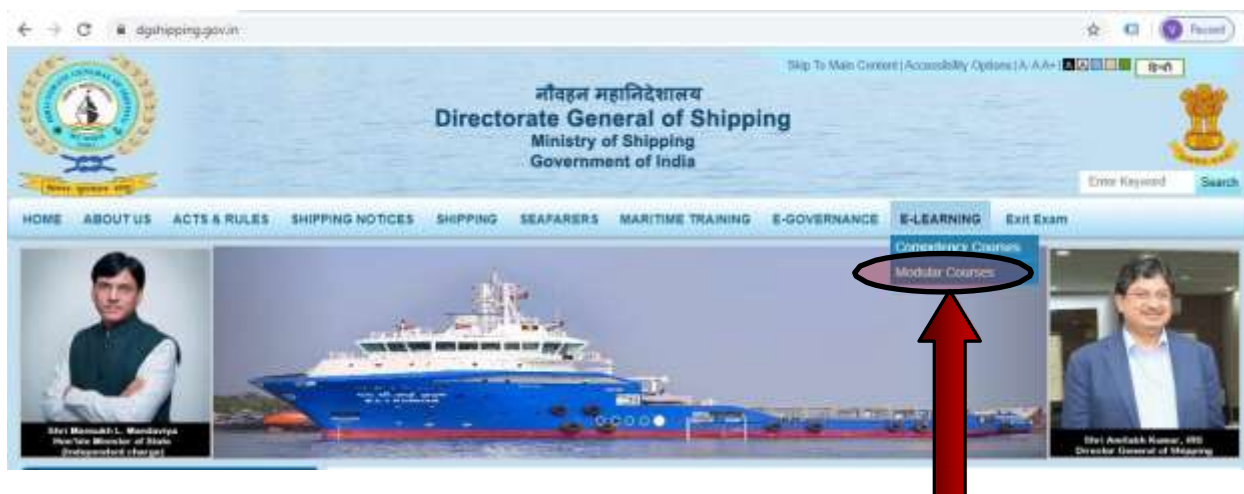 dgshipping.gov.in
Paused
Skip To Main Content | Accessibility Options | A- A A+ |
हिन्दी
नौवहन महानिदेशालय
Directorate General of Shipping
Ministry of Shipping
Government of India
Enter Keyword Search
HOME ABOUT US ACTS & RULES SHIPPING NOTICES SHIPPING SEAFARERS MARITIME TRAINING E-GOVERNANCE E-LEARNING Exit Exam
Competency Courses
Modular Courses
Shri Mansukh L. Mandaviya
Hon'ble Minister of State
(Independent charge)
Shri Amitabh Kumar, IRS
Director General of Shipping